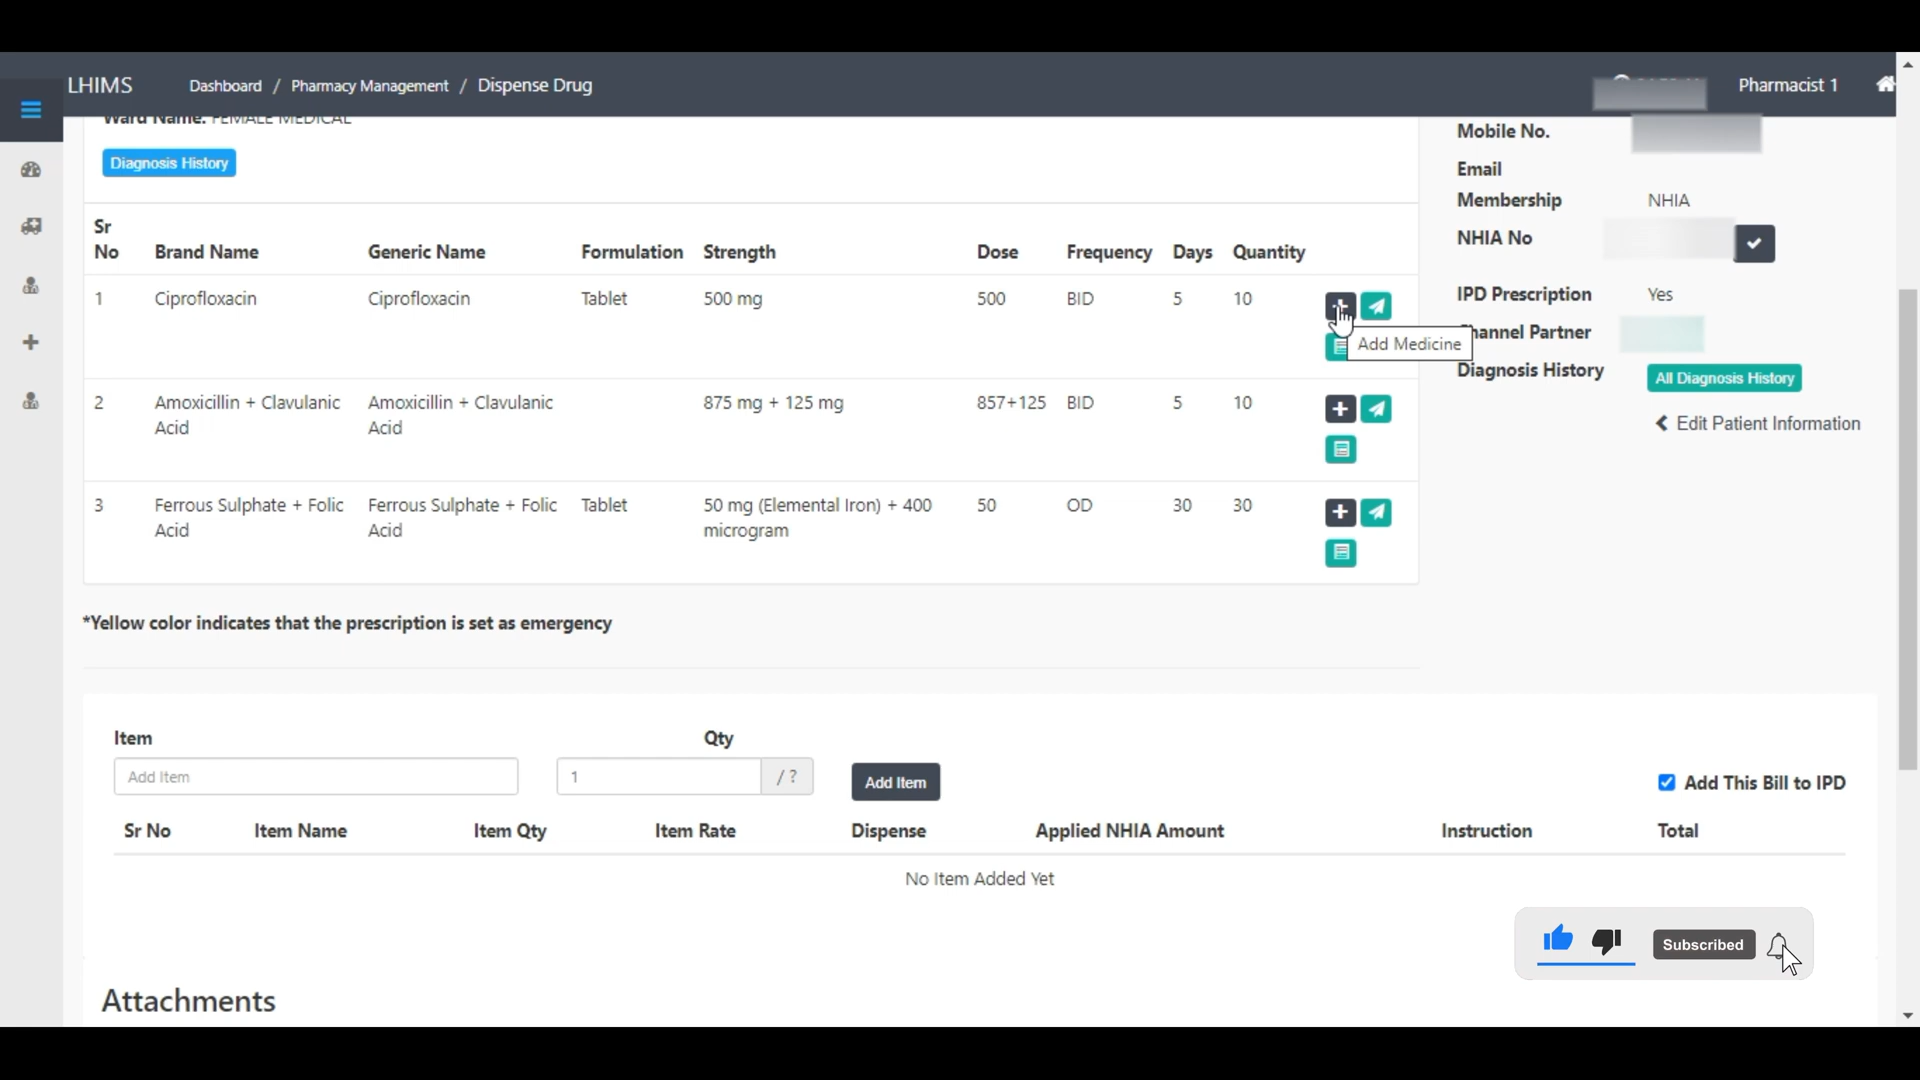 LHIMS
Dashboard / Pharmacy Management / Dispense Drug
Pharmacist 1
Ward Name: FEMALE MEDICAL
Diagnosis History
Sr No Brand Name Generic Name Formulation Strength Dose Frequency Days Quantity
1 Ciprofloxacin Ciprofloxacin Tablet 500 mg 500 BID 5 10
Add Medicine
2 Amoxicillin + Clavulanic Amoxicillin + Clavulanic 875 mg + 125 mg 857+125 BID 5 10
Acid Acid
3 Ferrous Sulphate + Folic Ferrous Sulphate + Folic Tablet 50 mg (Elemental Iron) + 400 50 OD 30 30
Acid Acid microgram
*Yellow color indicates that the prescription is set as emergency
Mobile No.
Email
Membership NHIA
NHIA No
IPD Prescription Yes
Channel Partner
Diagnosis History All Diagnosis History
Edit Patient Information
Item Qty
Add Item 1 / ? Add Item Add This Bill to IPD
Sr No Item Name Item Qty Item Rate Dispense Applied NHIA Amount Instruction Total
No Item Added Yet
Subscribed
Attachments